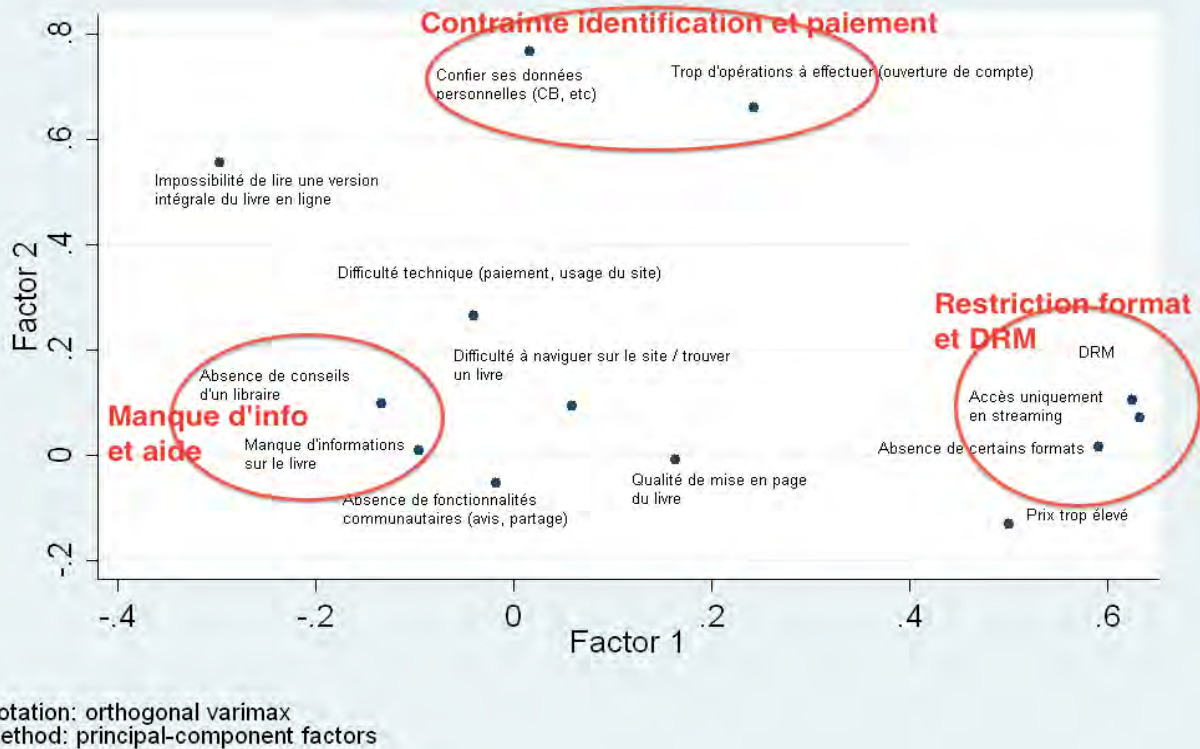 Contrainte identification et paiement
.8
Confier ses données
personnelles (CB, etc)
Trop d'opérations à effectuer (ouverture de compte)
.6
Impossibilité de lire une version
intégrale du livre en ligne
.4
Factor 2
Difficulté technique (paiement, usage du site)
Restriction format
et DRM
.2
Difficulté à naviguer sur le site / trouver
un livre
DRM
Absence de conseils
d'un libraire
Accès uniquement
en streaming
Manque d'info
et aide
Manque d'informations
sur le livre
Absence de certains formats
0
Qualité de mise en page
du livre
Absence de fonctionnalités
communautaires (avis, partage)
Prix trop élevé
-.2
-.4
-.2
0
.2
.4
.6
Factor 1
otation: orthogonal varimax
ethod: principal-component factors